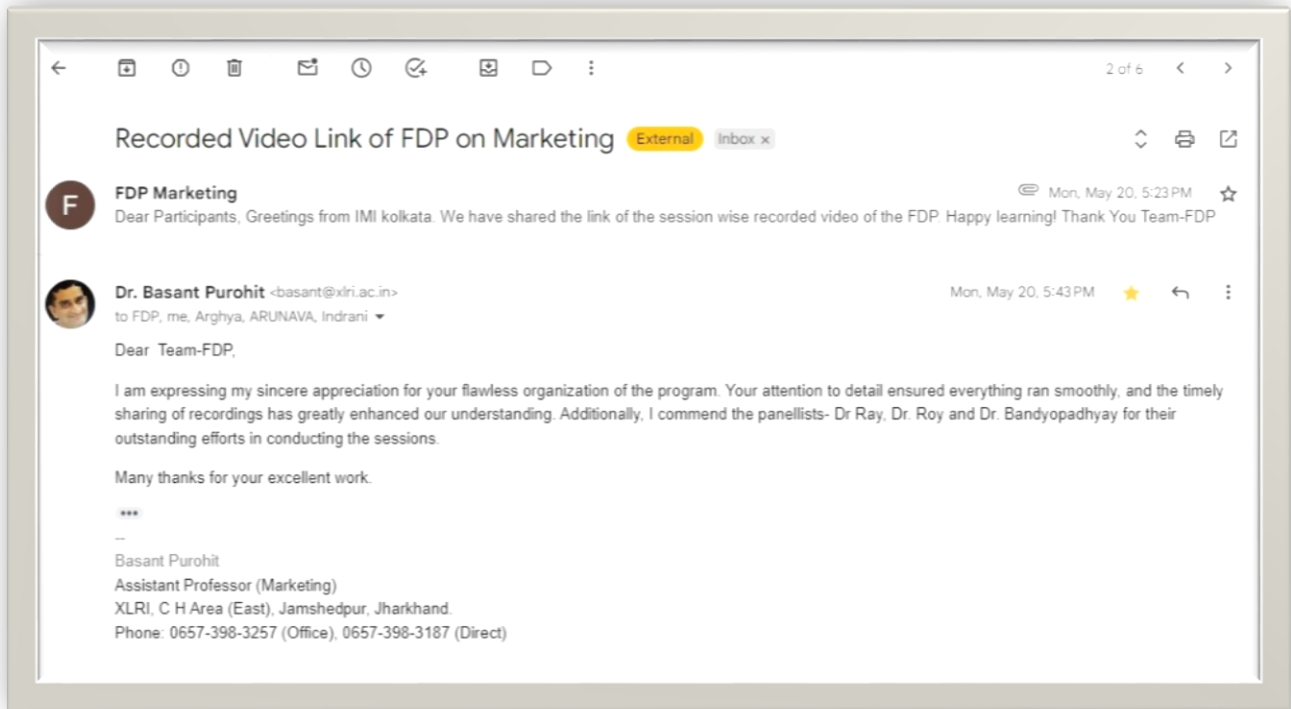 2 of 6
Recorded Video Link of FDP on Marketing External Inbox x
F
FDP Marketing
Mon, May 20, 5:23 PM
Dear Participants, Greetings from IMI kolkata. We have shared the link of the session wise recorded video of the FDP. Happy learning! Thank You Team-FDP
Dr. Basant Purohit <basant@xlri.ac.in>
Mon, May 20, 5:43 PM
to FDP, me, Arghya, ARUNAVA, Indrani
Dear Team-FDP,
I am expressing my sincere appreciation for your flawless organization of the program. Your attention to detail ensured everything ran smoothly, and the timely
sharing of recordings has greatly enhanced our understanding. Additionally, I commend the panellists- Dr Ray, Dr. Roy and Dr. Bandyopadhyay for their
outstanding efforts in conducting the sessions.
Many thanks for your excellent work.
--
Basant Purohit
Assistant Professor (Marketing)
XLRI, C H Area (East), Jamshedpur, Jharkhand.
Phone: 0657-398-3257 (Office), 0657-398-3187 (Direct)